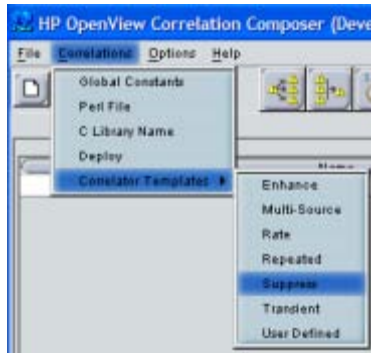 HP OpenView Correlation Composer (Deve
File Correlations Options Help
Global Constants
Perl File
C Library Name
Deploy
Correlator Templates
Name
Enhance
Multi-Source
Rate
Repeated
Suppress
Transient
User Defined